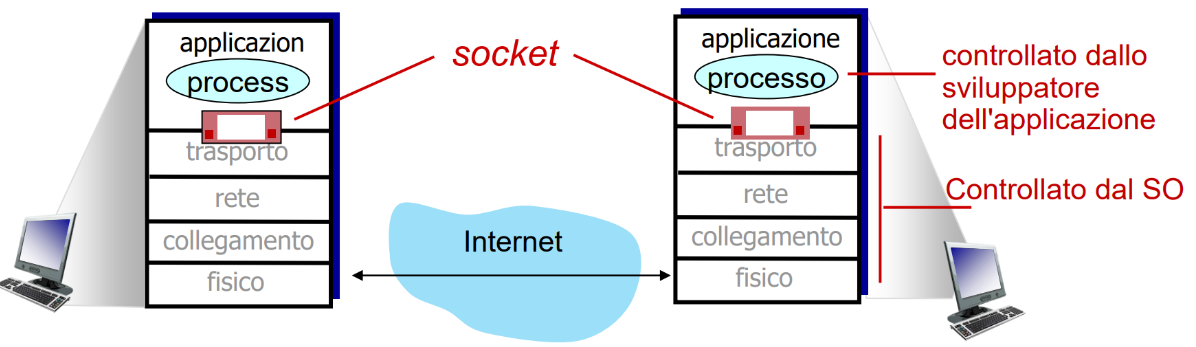 applicazion
process
trasporto
rete
collegamento
fisico
socket
Internet
applicazione
processo
trasporto
rete
collegamento
fisico
controllato dallo
sviluppatore
dell'applicazione
Controllato dal SO